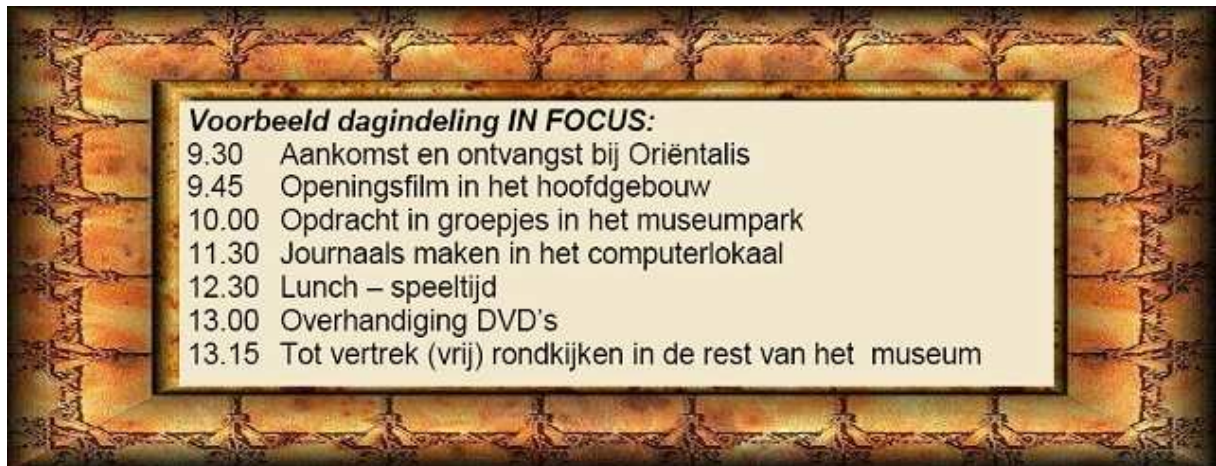 Voorbeeld dagindeling IN FOCUS:
9.30 Aankomst en ontvangst bij Oriëntalis
9.45 Openingsfilm in het hoofdgebouw
10.00 Opdracht in groepjes in het museumpark
11.30 Journaals maken in het computerlokaal
12.30 Lunch – speeltijd
13.00 Overhandiging DVD's
13.15 Tot vertrek (vrij) rondkijken in de rest van het museum